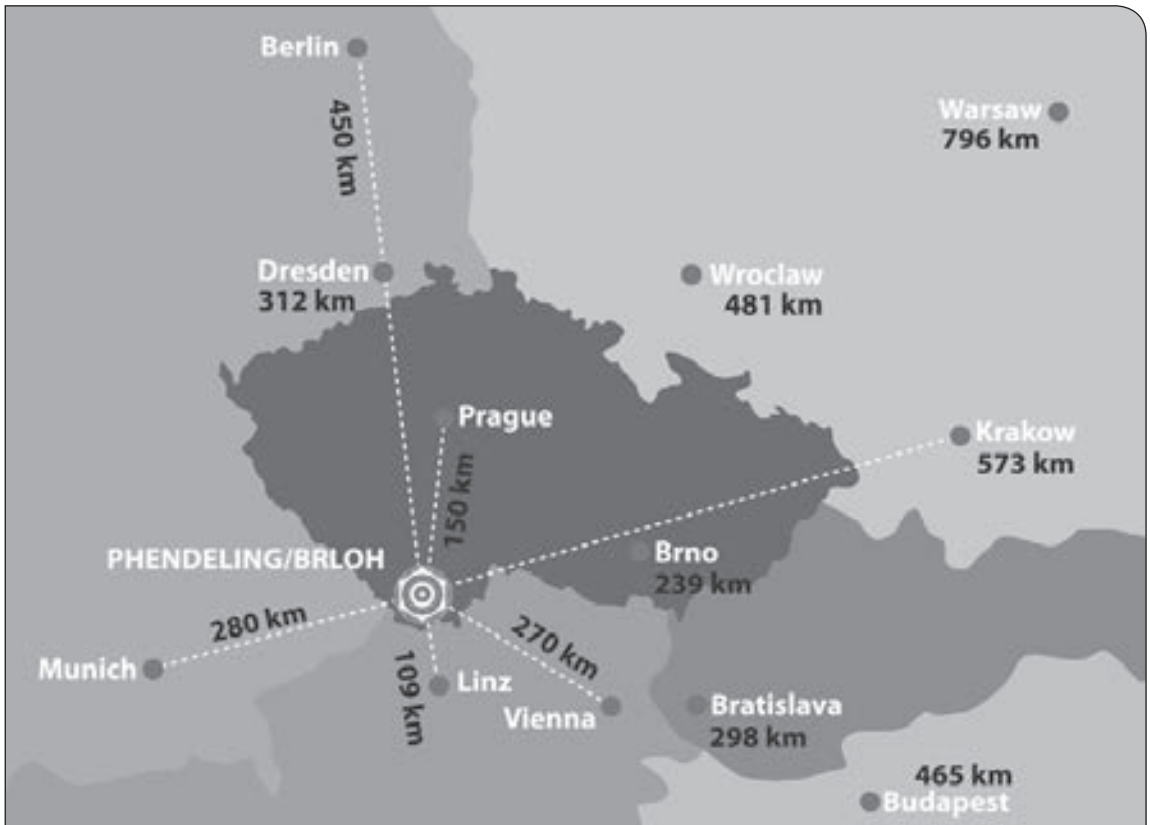 Berlin
450 km
Warsaw
796 km
Dresden
312 km
Wroclaw
481 km
Prague
150 km
Krakow
573 km
PHENDELING/BRLOH
Brno
239 km
280 km
270 km
Munich
109 km
Linz
Vienna
Bratislava
298 km
465 km
Budapest